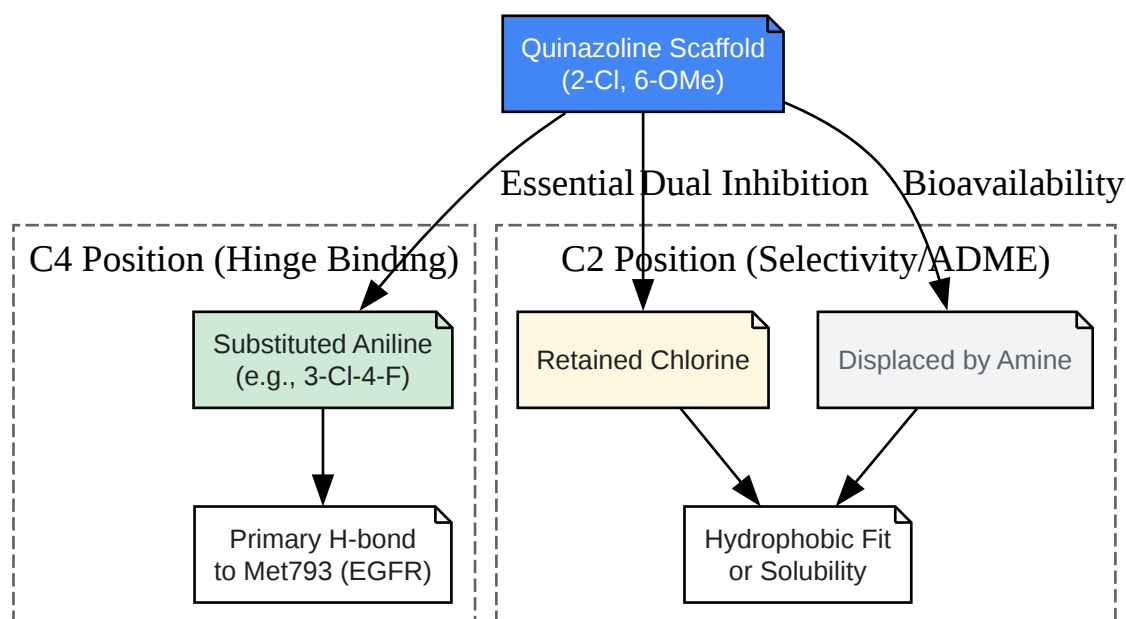 Quinazoline Scaffold
(2-Cl, 6-OMe)
Essential
Dual Inhibition
Bioavailability
C4 Position (Hinge Binding)
C2 Position (Selectivity/ADME)
Substituted Aniline
(e.g., 3-Cl-4-F)
Retained Chlorine
Displaced by Amine
Primary H-bond
to Met793 (EGFR)
Hydrophobic Fit
or Solubility